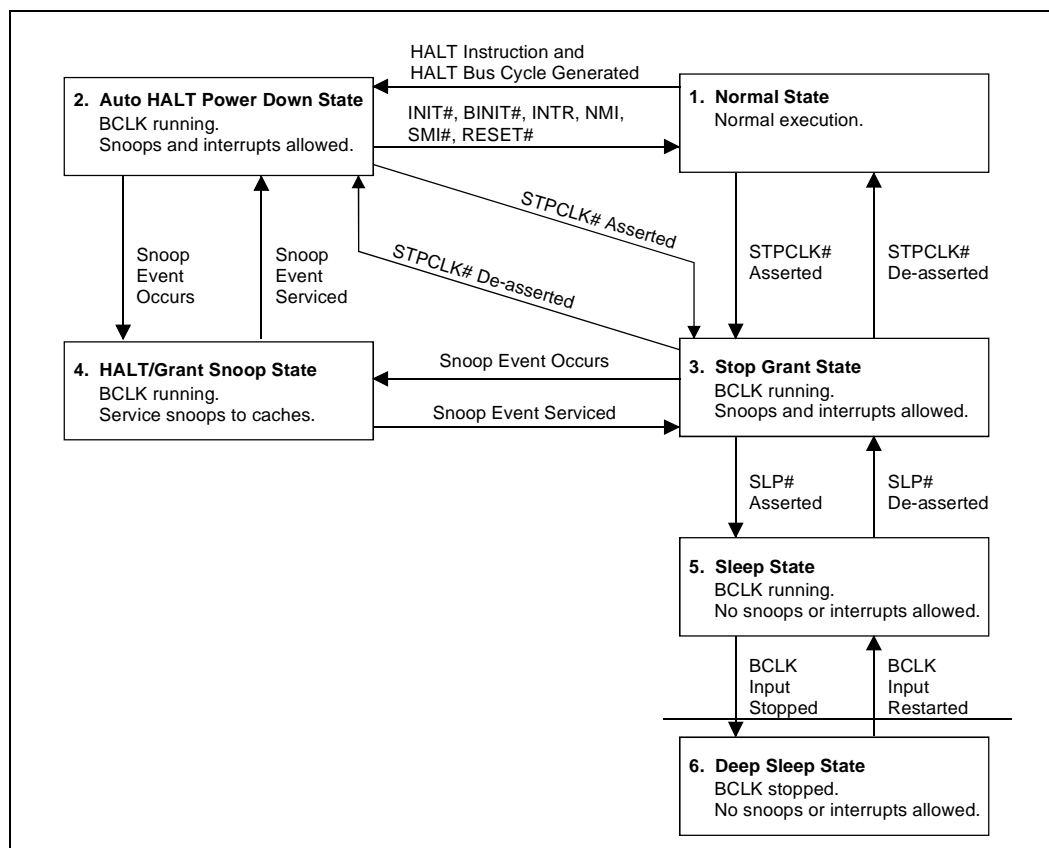 HALT Instruction and
HALT Bus Cycle Generated
2. Auto HALT Power Down State
BCLK running.
Snoops and interrupts allowed.
INIT#, BINIT#, INTR, NMI,
SMI#, RESET#
1. Normal State
Normal execution.
STPCLK# Asserted
STPCLK# De-asserted
Snoop
Event
Occurs
Snoop
Event
Serviced
STPCLK#
Asserted
STPCLK#
De-asserted
4. HALT/Grant Snoop State
BCLK running.
Service snoops to caches.
Snoop Event Occurs
Snoop Event Serviced
3. Stop Grant State
BCLK running.
Snoops and interrupts allowed.
SLP#
Asserted
SLP#
De-asserted
5. Sleep State
BCLK running.
No snoops or interrupts allowed.
BCLK
Input
Stopped
BCLK
Input
Restarted
6. Deep Sleep State
BCLK stopped.
No snoops or interrupts allowed.